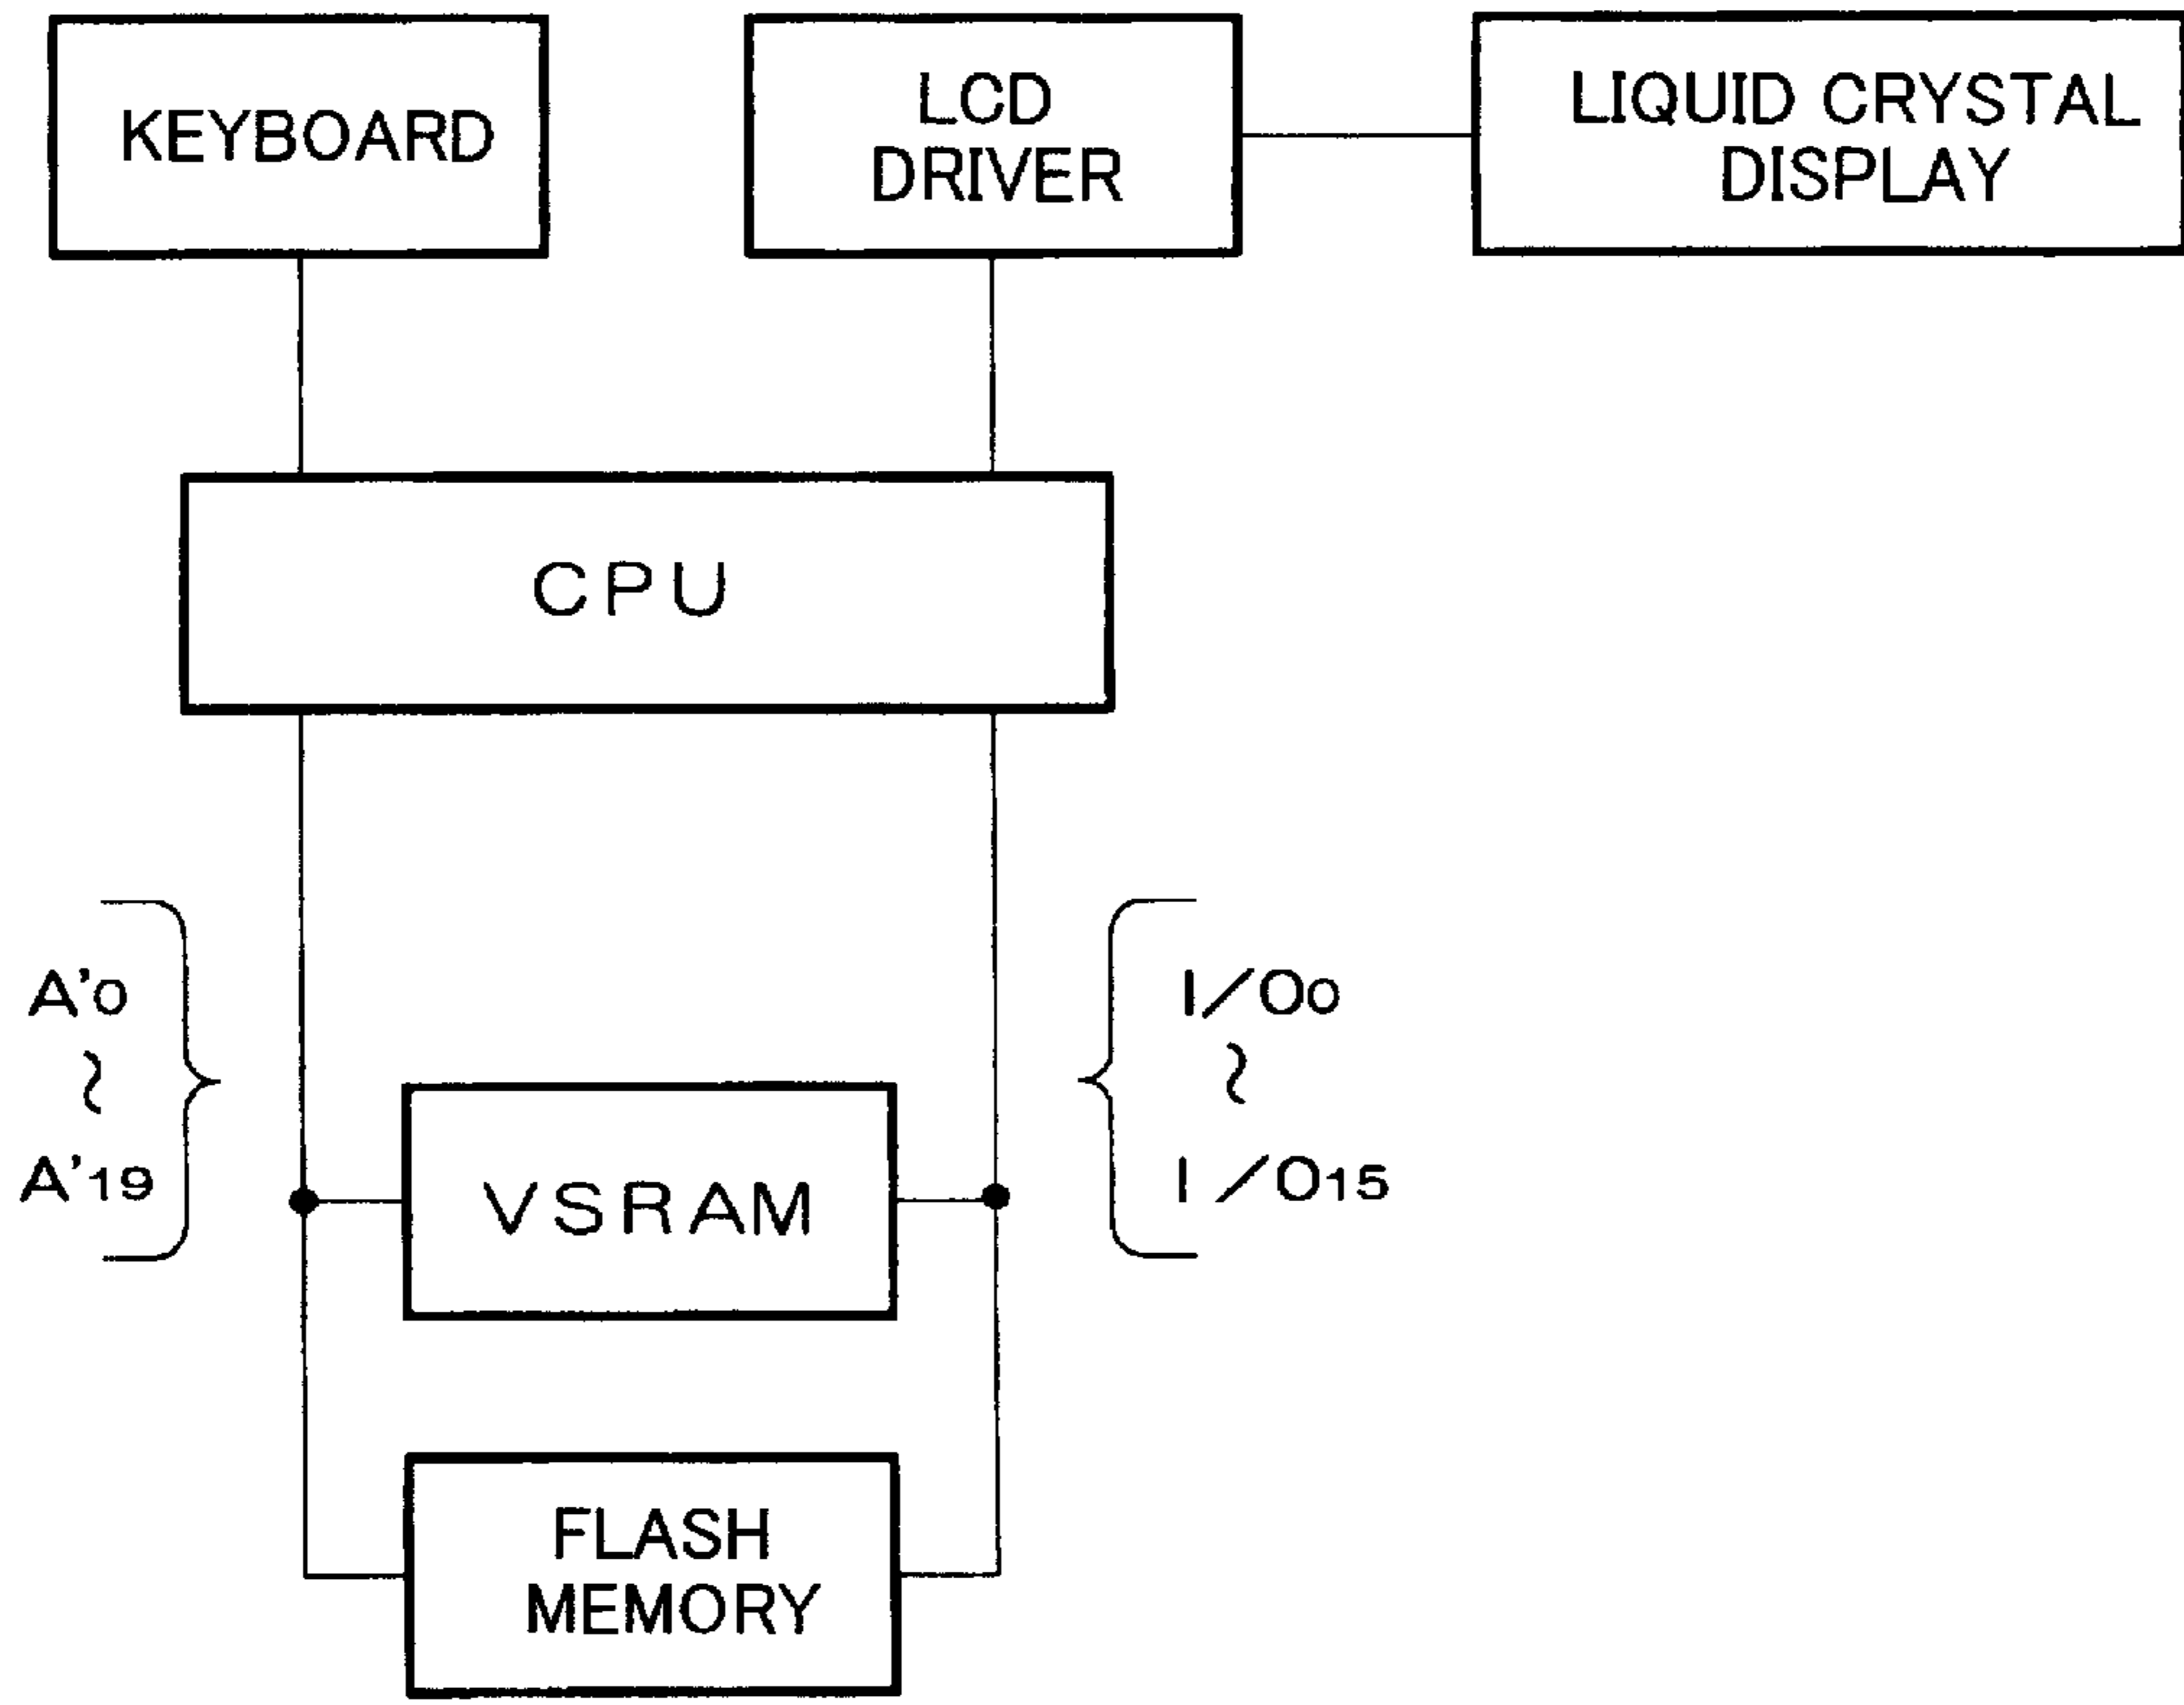 KEYBOARD
LCD
DRIVER
LIQUID CRYSTAL
DISPLAY
CPU
A'0
~
A'19
I/O0
~
I/O15
VSRAM
FLASH
MEMORY